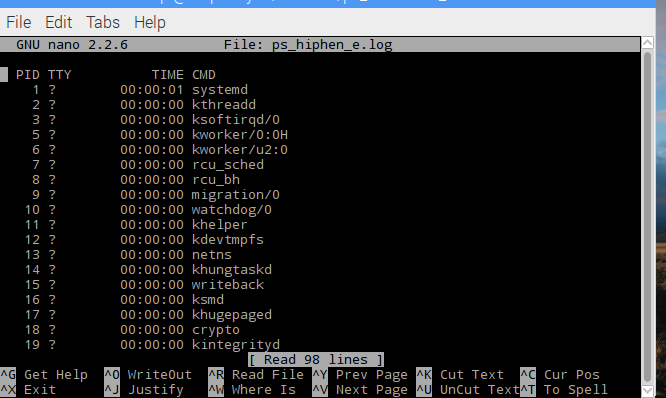 File Edit Tabs Help
GNU nano 2.2.6 File: ps_hiphen_e.log
PID TTY TIME CMD
1 ? 00:00:01 systemd
2 ? 00:00:00 kthreadd
3 ? 00:00:00 ksoftirqd/0
5 ? 00:00:00 kworker/0:0H
6 ? 00:00:00 kworker/u2:0
7 ? 00:00:00 rcu_sched
8 ? 00:00:00 rcu_bh
9 ? 00:00:00 migration/0
10 ? 00:00:00 watchdog/0
11 ? 00:00:00 khelper
12 ? 00:00:00 kdevtmpfs
13 ? 00:00:00 netns
14 ? 00:00:00 khungtaskd
15 ? 00:00:00 writeback
16 ? 00:00:00 ksmd
17 ? 00:00:00 khugepaged
18 ? 00:00:00 crypto
19 ? 00:00:00 kintegrityd
[ Read 98 lines ]
^G Get Help ^O WriteOut ^R Read File ^Y Prev Page ^K Cut Text ^C Cur Pos
^X Exit ^J Justify ^W Where Is ^V Next Page ^U UnCut Text ^T To Spell